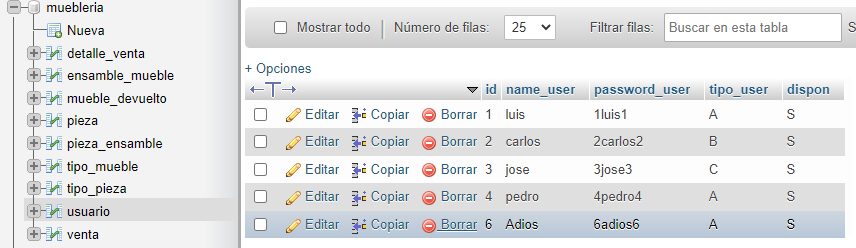 muebleria
Nueva
detalle_venta
ensamble_mueble
mueble_devuelto
pieza
pieza_ensamble
tipo_mueble
tipo_pieza
usuario
venta
Mostrar todo Número de filas: 25 Filtrar filas: Buscar en esta tabla S
+ Opciones
←T→ id name_user password_user tipo_user dispon
Editar Copiar Borrar 1 luis 1luis1 A S
Editar Copiar Borrar 2 carlos 2carlos2 B S
Editar Copiar Borrar 3 jose 3jose3 C S
Editar Copiar Borrar 4 pedro 4pedro4 A S
Editar Copiar Borrar 6 Adios 6adios6 A S